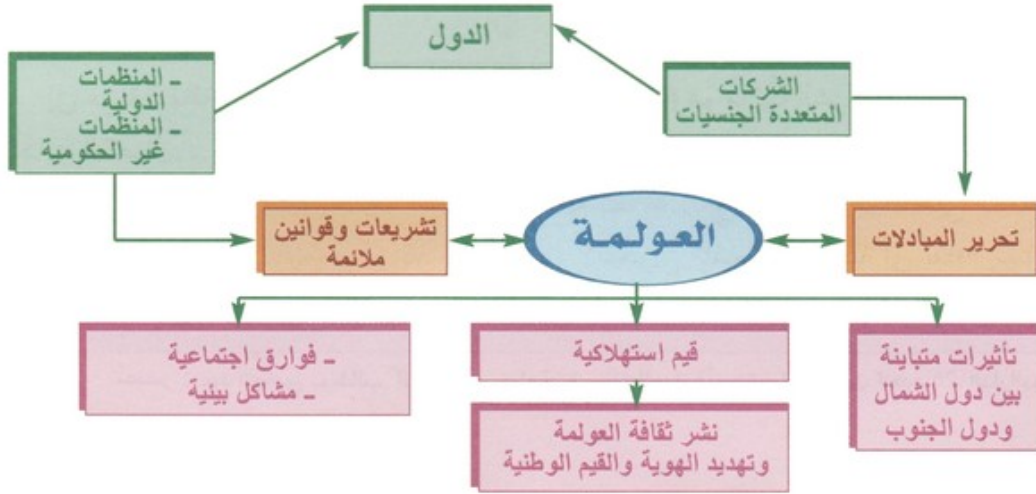 الدول
الشركات
المتعددة الجنسيات
ـ المنظمات
الدولية
ـ المنظمات
غير الحكومية
تحرير المبادلات
العولمة
تشريعات وقوانين
ملائمة
تأثيرات متباينة
بين دول الشمال
ودول الجنوب
قيم استهلاكية
نشر ثقافة العولمة
وتهديد الهوية والقيم الوطنية
ـ فوارق اجتماعية
ـ مشاكل بيئية